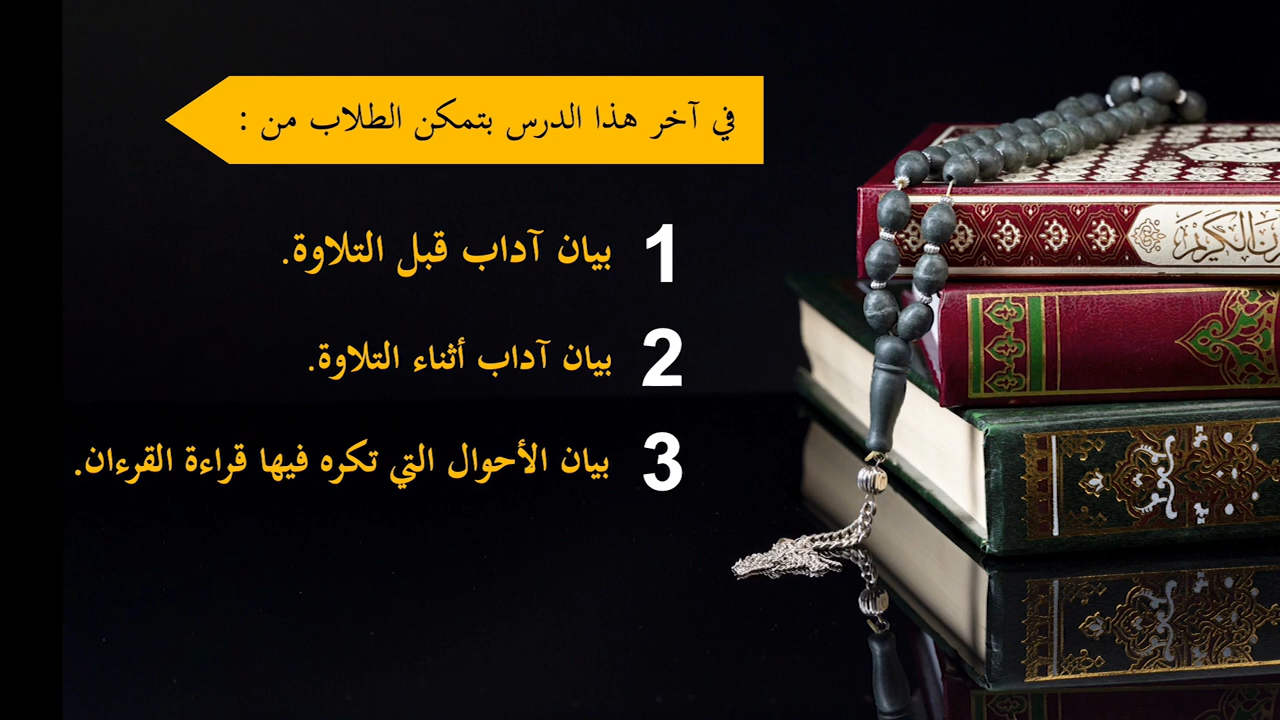 في آخر هذا الدرس بتمكن الطلاب من :
1 بيان آداب قبل التلاوة.
2 بيان آداب أثناء التلاوة.
3 بيان الأحوال التي تكره فيها قراءة القرءان.